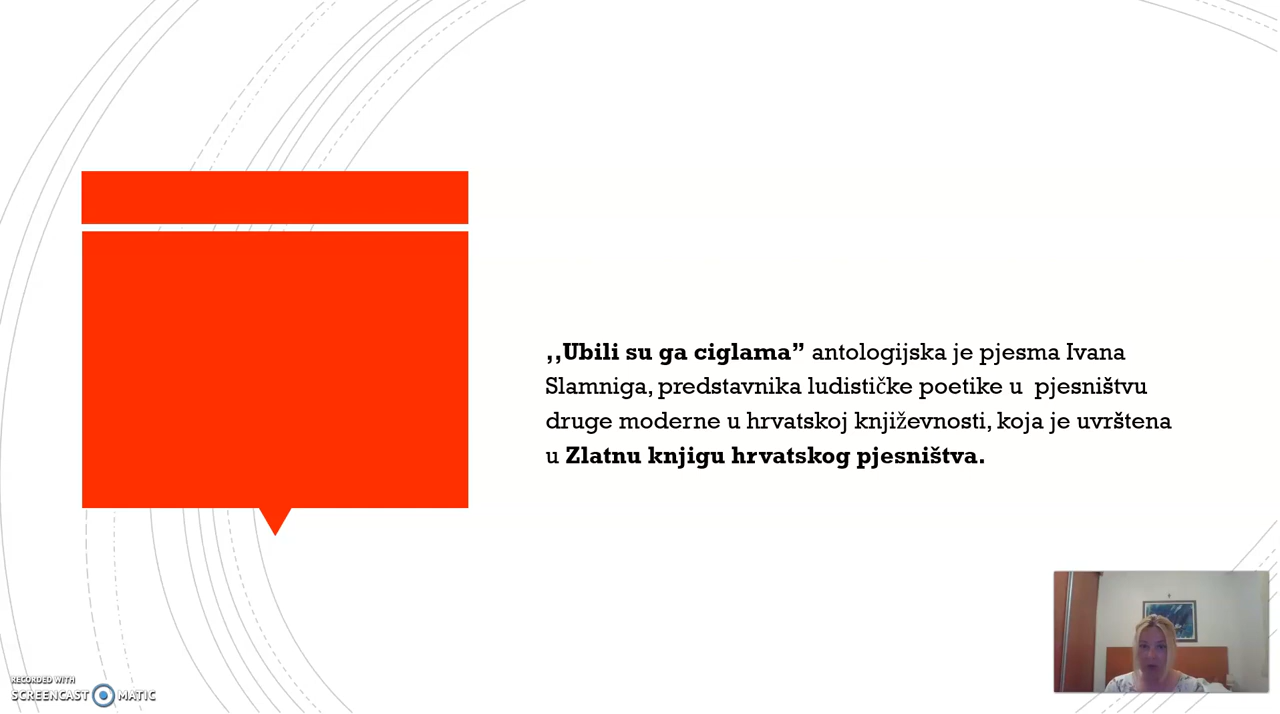 ,,Ubili su ga ciglama” antologijska je pjesma Ivana
Slamniga, predstavnika ludističke poetike u pjesništvu
druge moderne u hrvatskoj književnosti, koja je uvrštena
u Zlatnu knjigu hrvatskog pjesništva.
RECORDED WITH
SCREENCAST MATIC